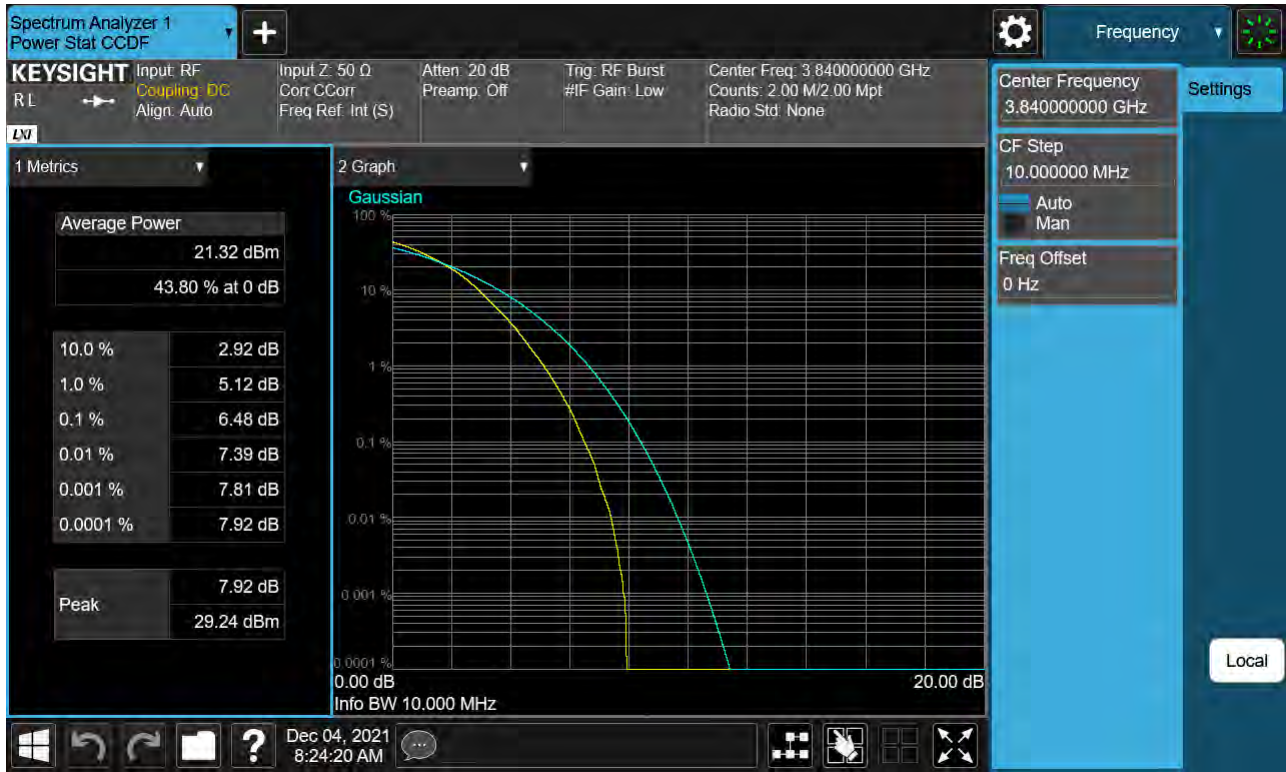 Spectrum Analyzer 1
Power Stat CCDF
+
Frequency
KEYSIGHT
RL
LXI
Input: RF
Coupling: DC
Align: Auto
Input Z: 50 Ω
Corr CCorr
Freq Ref: Int (S)
Atten: 20 dB
Preamp: Off
Trig: RF Burst
#IF Gain: Low
Center Freq: 3.840000000 GHz
Counts: 2.00 M/2.00 Mpt
Radio Std: None
1 Metrics
Average Power
21.32 dBm
43.80 % at 0 dB
10.0 % 2.92 dB
1.0 % 5.12 dB
0.1 % 6.48 dB
0.01 % 7.39 dB
0.001 % 7.81 dB
0.0001 % 7.92 dB
Peak
7.92 dB
29.24 dBm
2 Graph
Gaussian
100 %
10 %
1 %
0.1 %
0.01 %
0.001 %
0.0001 %
0.00 dB 20.00 dB
Info BW 10.000 MHz
Center Frequency
3.840000000 GHz
CF Step
10.000000 MHz
Auto
Man
Freq Offset
0 Hz
Settings
Local
?
Dec 04, 2021
8:24:20 AM